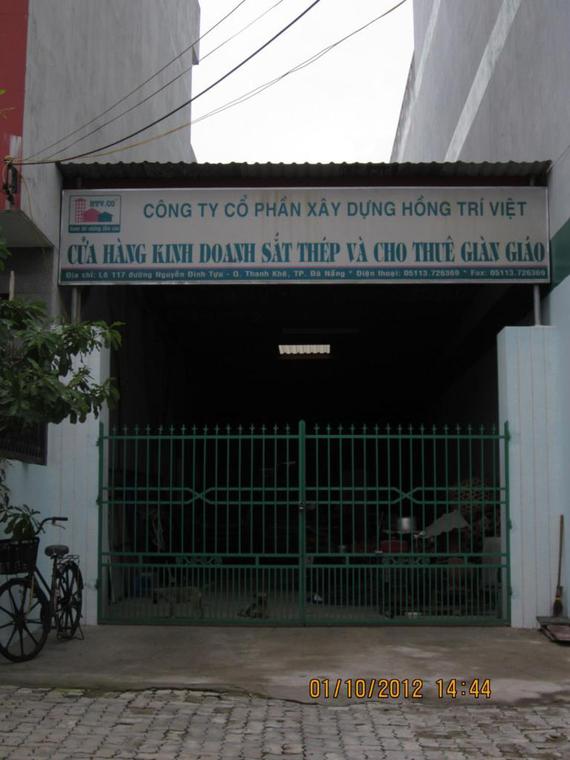 HTV.CO
CÔNG TY CỔ PHẦN XÂY DỰNG HỒNG TRÍ VIỆT
CỬA HÀNG KINH DOANH SẮT THÉP VÀ CHO THUÊ GIÀN GIÁO
Địa chỉ: Lô 117 đường Nguyễn Đình Tựu - Q. Thanh Khê, TP. Đà Nẵng * Điện thoại: 05113.726369 * Fax: 05113.726369
01/10/2012 14:44